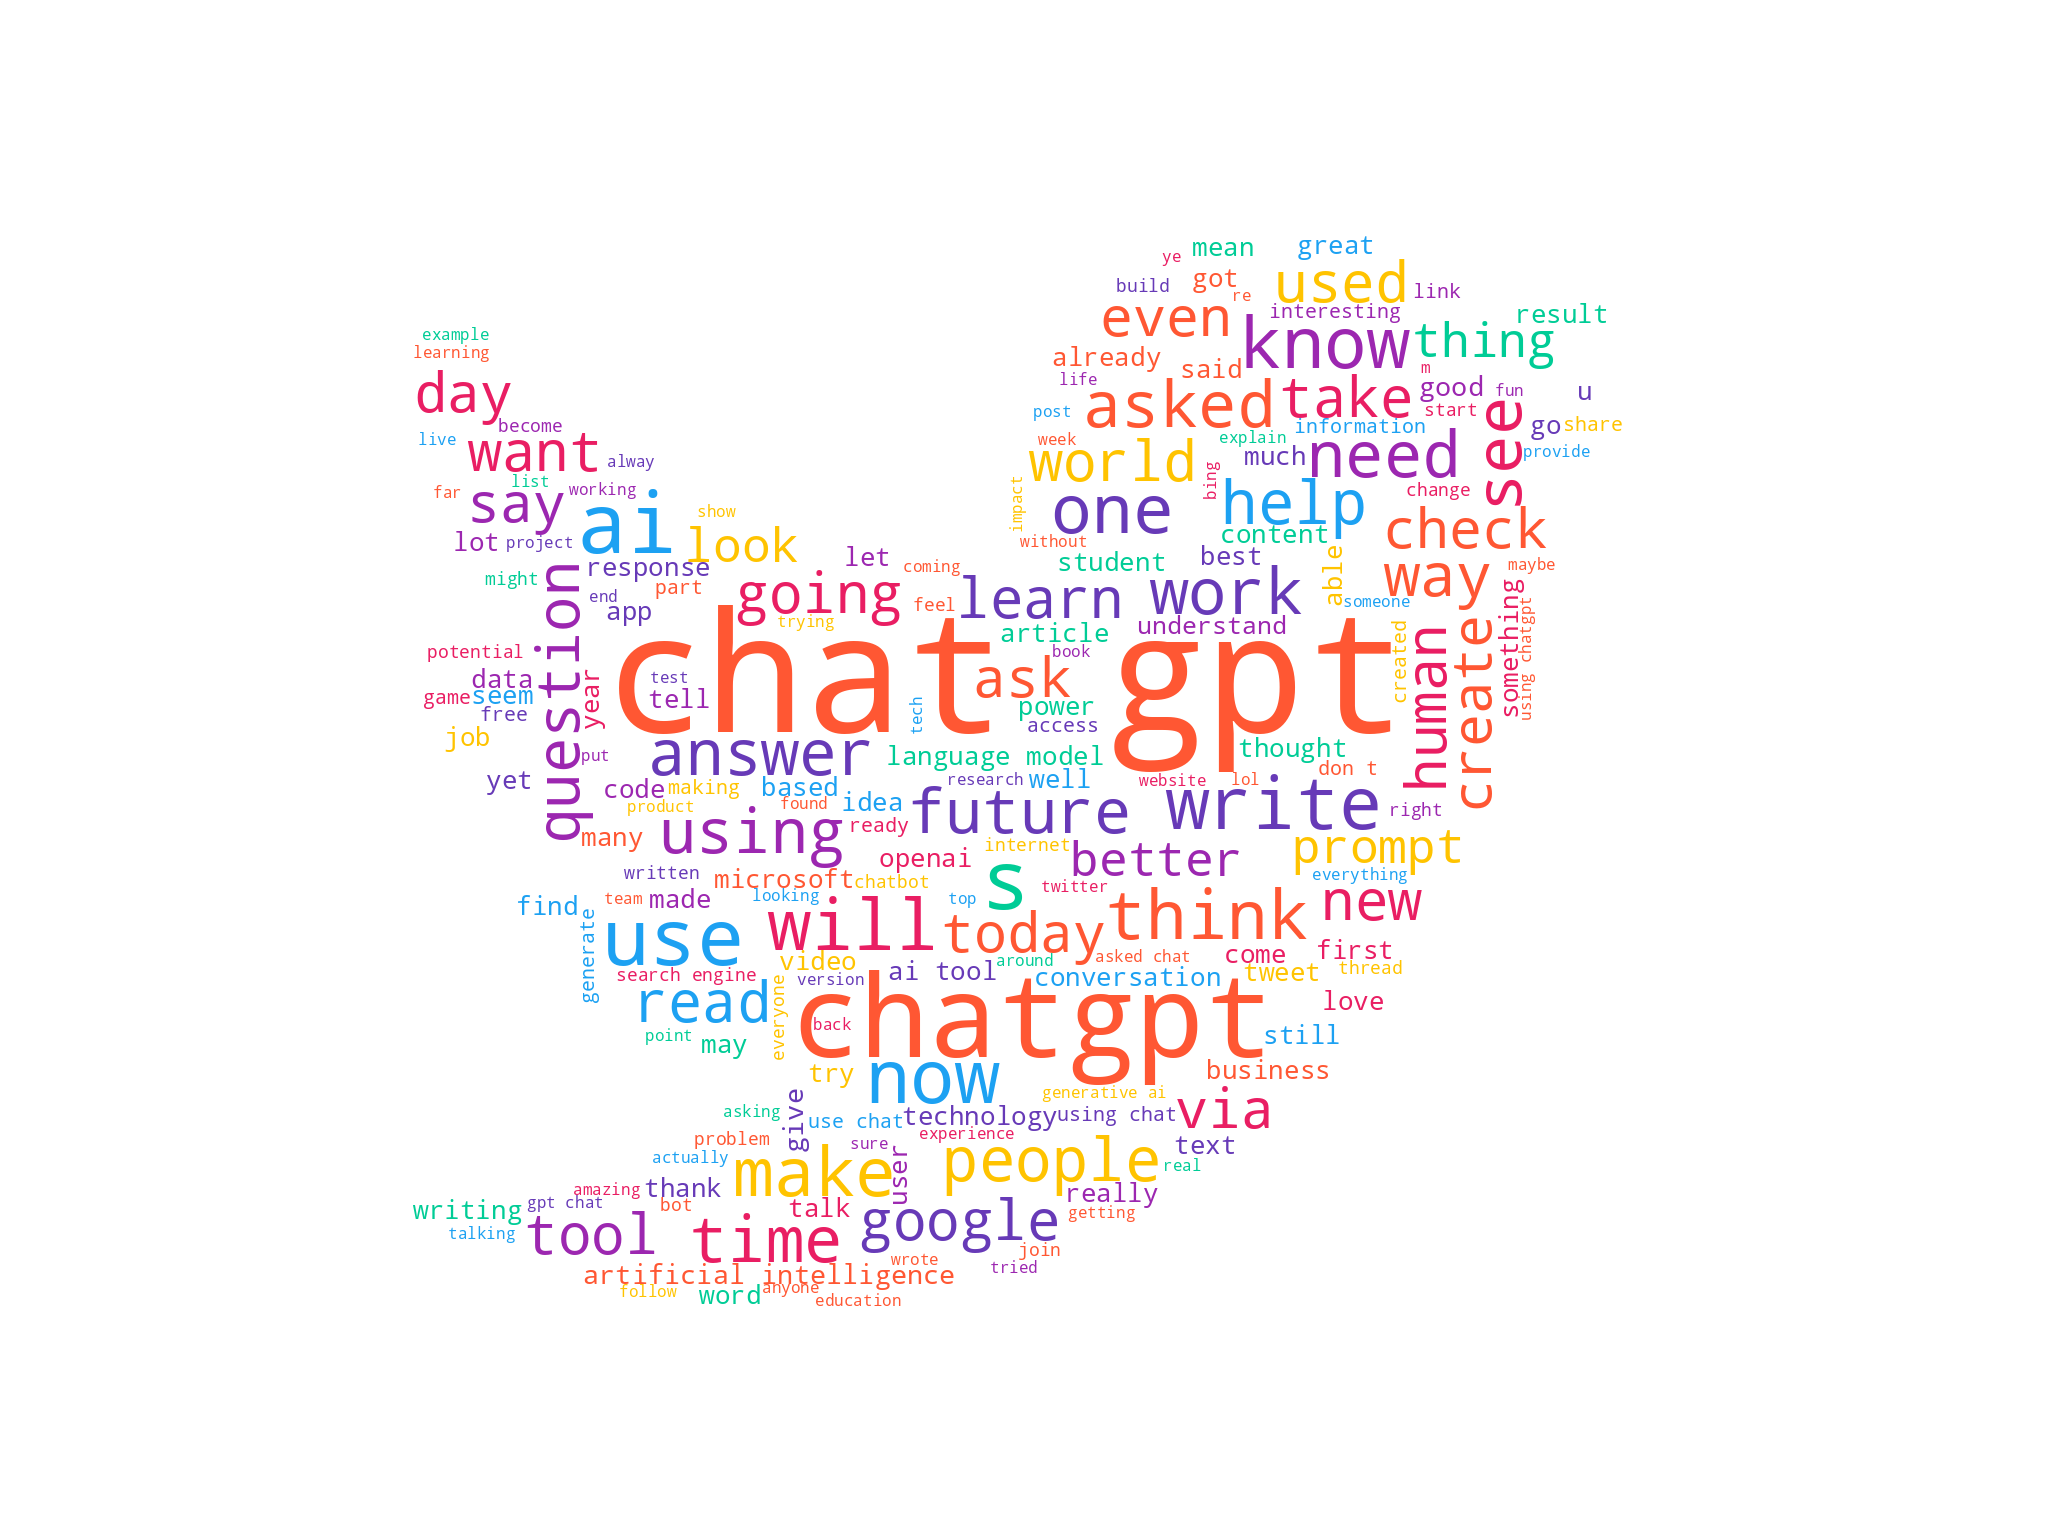 mean
great
ye
build
got
re
used
link
even
interesting
result
know
thing
example
learning
already
said
m
life
asked
take
good
fun
u
day
post
start
see
go
share
become
live
want
alway
week
explain
information
world
much
need
provide
list
far
say
working
bing
impact
one
help
change
ai
show
look
lot
project
without
content
check
let
student
best
able
way
maybe
might
response
part
going
coming
learn
work
end
app
feel
someone
something
using chatgpt
question
trying
chat gpt
article
understand
created
human
create
book
potential
data
year
test
ask
game
seem
tell
tech
power
free
access
job
answer
language model
thought
put
don t
yet
code
making
based
research
well
website
lol
product
found
idea
future
write
right
many
using
ready
internet
better
prompt
openai
s
written
microsoft
chatbot
twitter
everything
find
team
made
looking
top
will
think
new
use
today
generate
search engine
video
version
ai tool
around
asked chat
come
first
conversation
tweet
thread
read
everyone
chatgpt
love
back
point
may
still
try
now
business
generative ai
asking
give
use chat
technology
using chat
via
problem
sure
experience
text
actually
make
user
people
real
amazing
thank
really
writing
gpt chat
bot
talk
google
getting
talking
tool
time
join
wrote
tried
artificial intelligence
follow
word
anyone
education